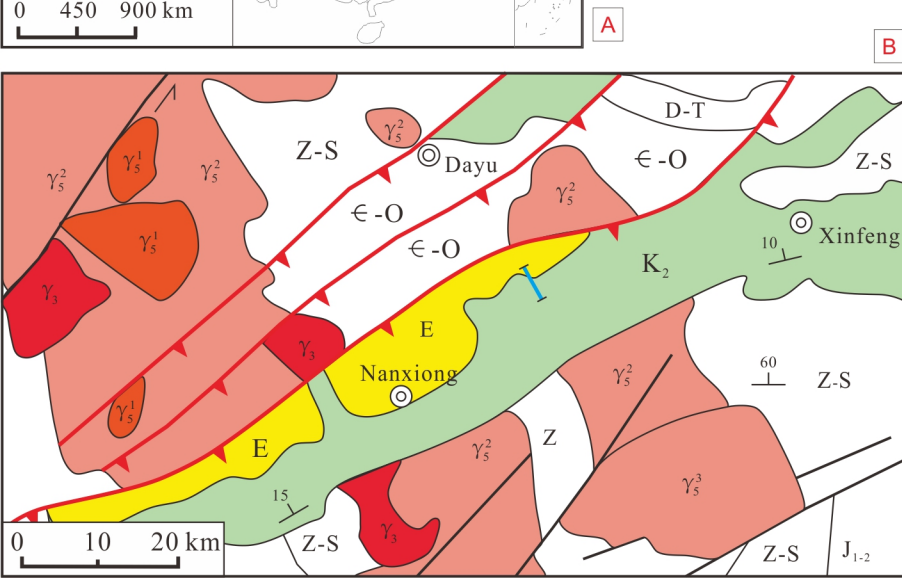 0 450 900 km
A
B
γ₅²
γ₅¹
γ₅²
Z-S
γ₅²
Dayu
D-T
Є-O
Z-S
γ₅¹
Є-O
γ₅²
Є-O
Xinfeng
10
K₂
γ₃
γ₃
E
Nanxiong
γ₅²
60
Z-S
γ₅¹
E
γ₅²
Z
γ₅³
15
Z-S
γ₃
Z-S
J₁₋₂
0 10 20 km